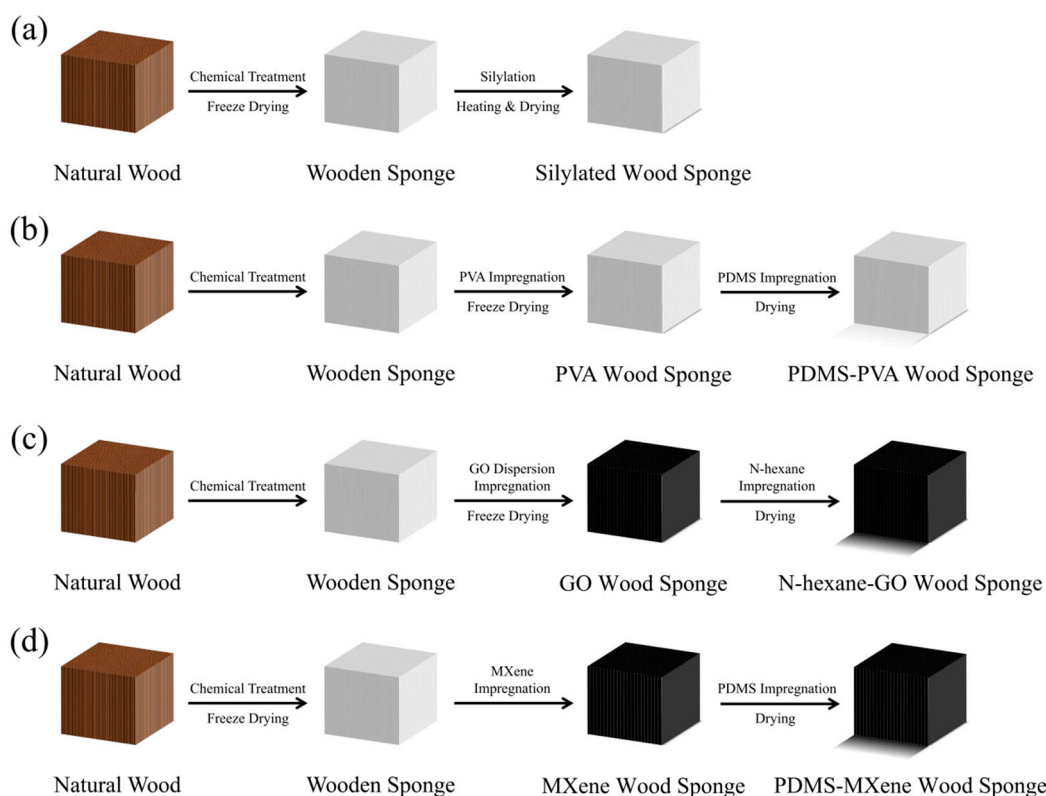 (a)
Chemical Treatment
Freeze Drying
Silylation
Heating & Drying
Natural Wood
Wooden Sponge
Silylated Wood Sponge
(b)
Chemical Treatment
PVA Impregnation
Freeze Drying
PDMS Impregnation
Drying
Natural Wood
Wooden Sponge
PVA Wood Sponge
PDMS-PVA Wood Sponge
(c)
Chemical Treatment
GO Dispersion
Impregnation
Freeze Drying
N-hexane
Impregnation
Drying
Natural Wood
Wooden Sponge
GO Wood Sponge
N-hexane-GO Wood Sponge
(d)
Chemical Treatment
Freeze Drying
MXene
Impregnation
PDMS Impregnation
Drying
Natural Wood
Wooden Sponge
MXene Wood Sponge
PDMS-MXene Wood Sponge